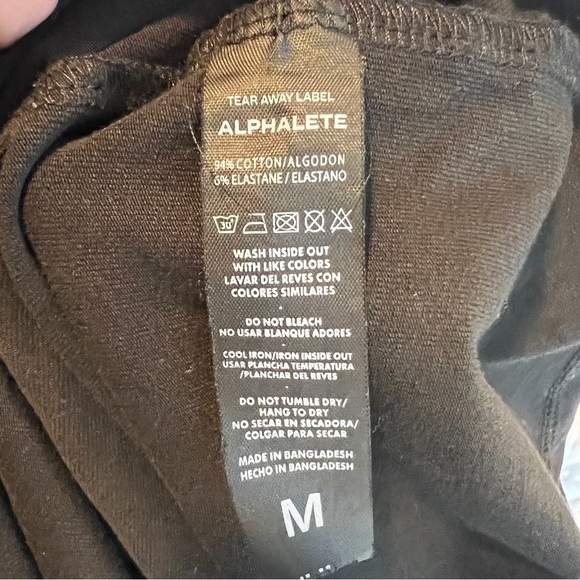 TEAR AWAY LABEL
ALPHALETE
94% COTTON/ALGODON
6% ELASTANE / ELASTANO
30°
WASH INSIDE OUT
WITH LIKE COLORS
LAVAR DEL REVES CON
COLORES SIMILARES
DO NOT BLEACH
NO USAR BLANQUE ADORES
COOL IRON/IRON INSIDE OUT
USAR PLANCHA TEMPERATURA
/PLANCHAR DEL REVES
DO NOT TUMBLE DRY/
HANG TO DRY
NO SECAR EN SECADORA/
COLGAR PARA SECAR
MADE IN BANGLADESH
HECHO IN BANGLADESH
M